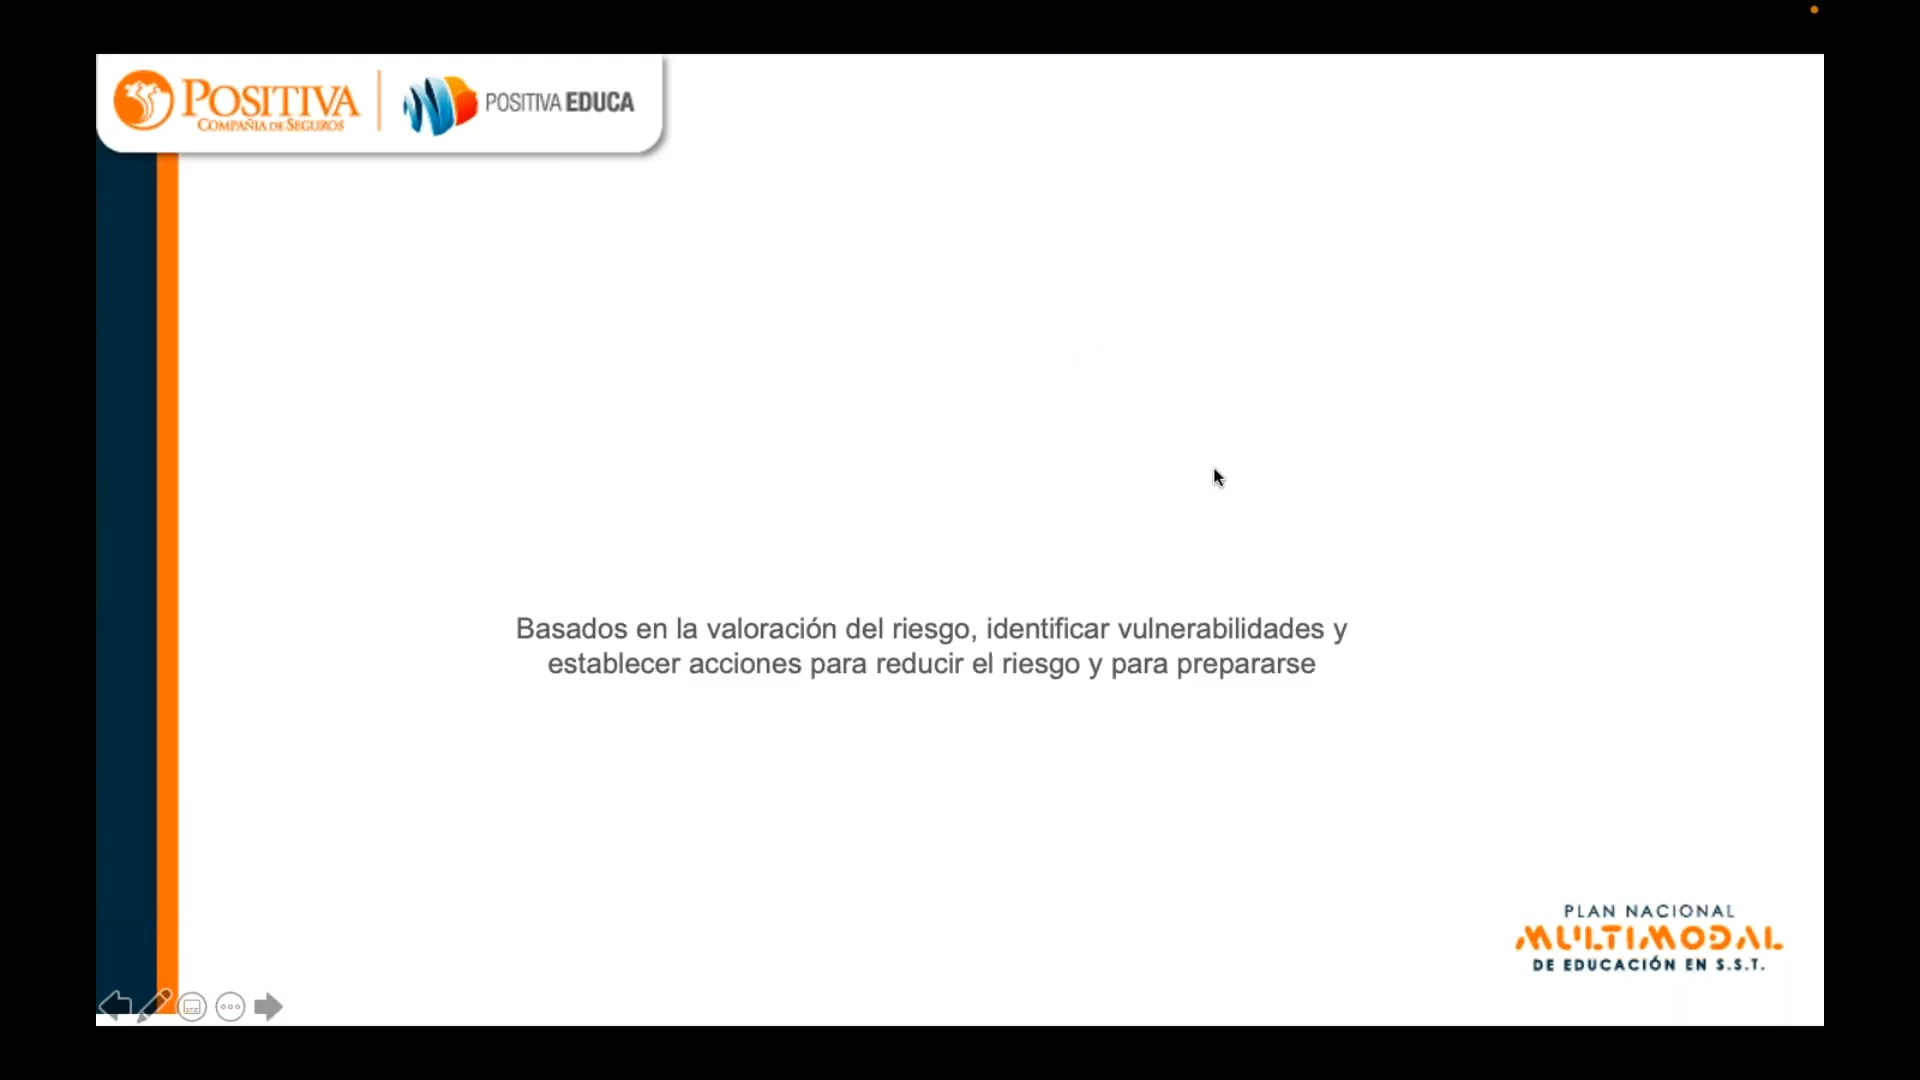 POSITIVA
COMPAÑIA DE SEGUROS
POSITIVA EDUCA
Basados en la valoración del riesgo, identificar vulnerabilidades y
establecer acciones para reducir el riesgo y para prepararse
PLAN NACIONAL
MULTIMODAL
DE EDUCACIÓN EN S.S.T.